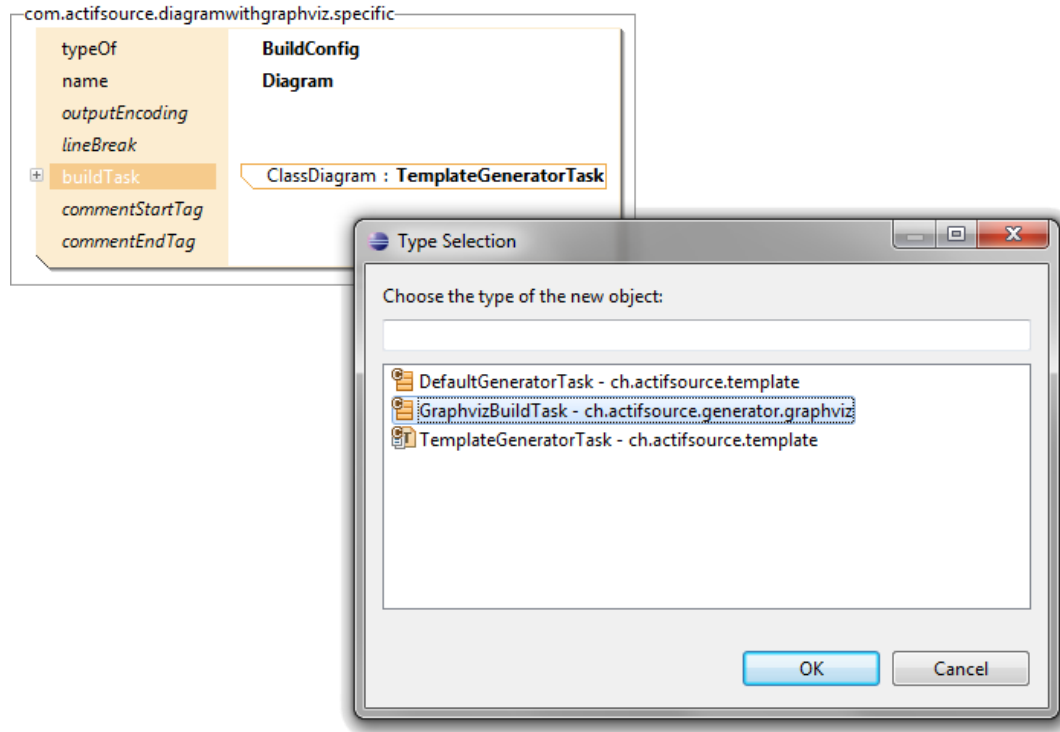 com.actifsource.diagramwithgraphviz.specific
typeOf BuildConfig
name Diagram
outputEncoding
lineBreak
buildTask ClassDiagram : TemplateGeneratorTask
commentStartTag
commentEndTag
Type Selection
Choose the type of the new object:
DefaultGeneratorTask - ch.actifsource.template
GraphvizBuildTask - ch.actifsource.generator.graphviz
TemplateGeneratorTask - ch.actifsource.template
OK Cancel